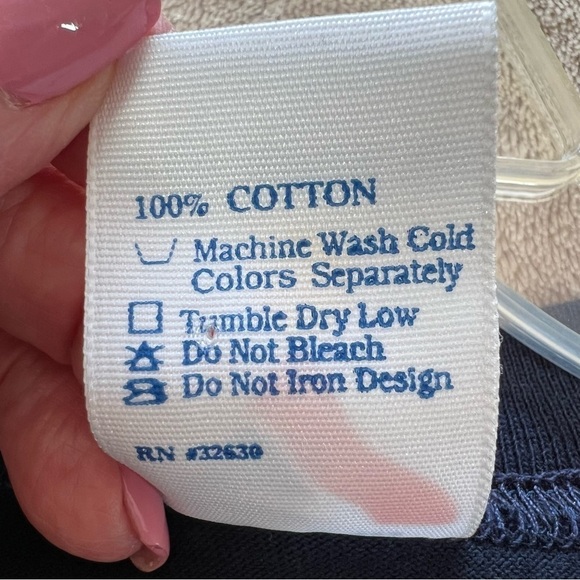 100% COTTON
Machine Wash Cold
Colors Separately
Tumble Dry Low
Do Not Bleach
Do Not Iron Design
RN #32630